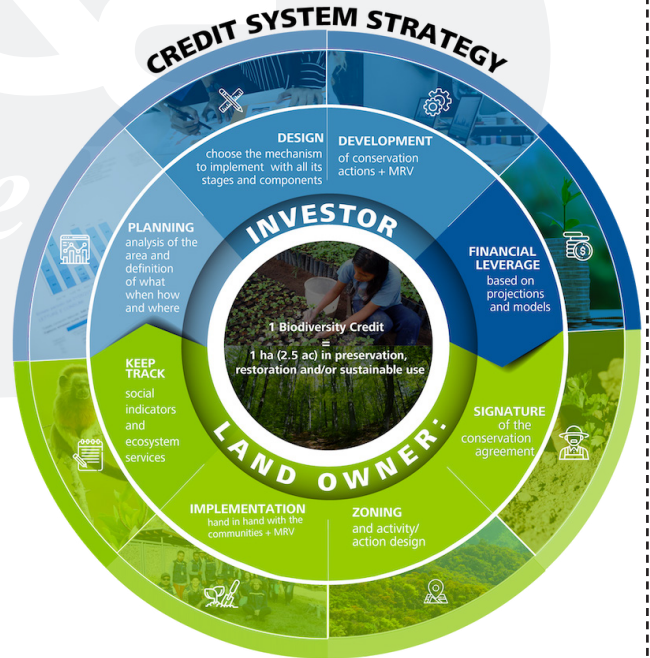 CREDIT SYSTEM STRATEGY
DESIGN
choose the mechanism
to implement with all its
stages and components
DEVELOPMENT
of conservation
actions + MRV
INVESTOR
PLANNING
analysis of the
area and
definition
of what
when how
and where
FINANCIAL
LEVERAGE
based on
projections
and models
1 Biodiversity Credit
=
1 ha (2.5 ac) in preservation,
restoration and/or sustainable use
KEEP
TRACK
social
indicators
and
ecosystem
services
SIGNATURE
of the
conservation
agreement
LAND OWNER:
IMPLEMENTATION
hand in hand with the
communities + MRV
ZONING
and activity/
action design